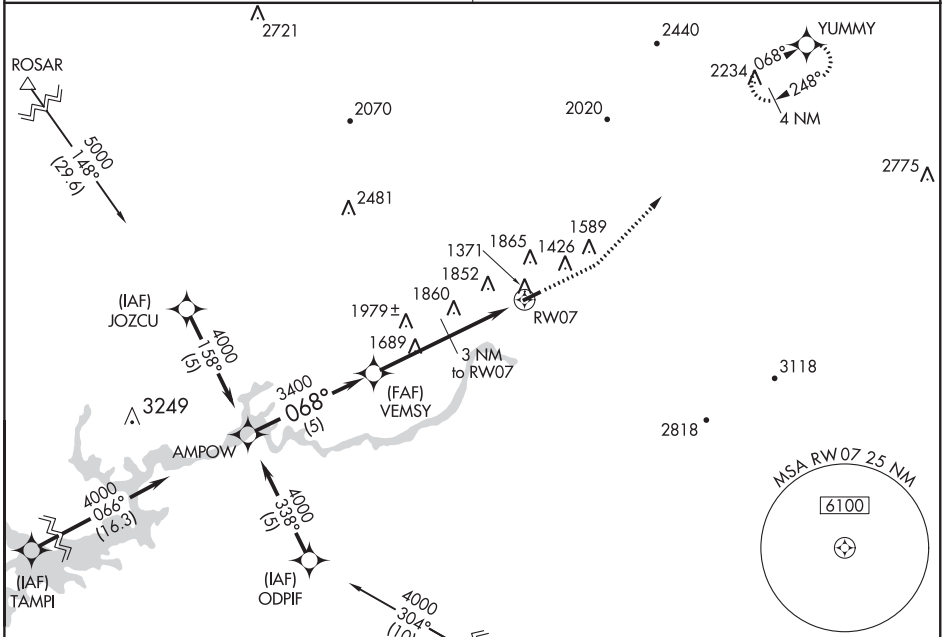 2721
2440
YUMMY
ROSAR
2234
068°
248°
4 NM
2070
2020
5000
148°
(29.6)
2775
2481
1589
1865
1426
1371
1852
(IAF)
JOZCU
1860
RW07
1979±
4000
158°
(5)
1689
3 NM
to RW07
3118
3400
068°
(5)
(FAF)
VEMSY
3249
2818
AMPOW
MSA RW 07 25 NM
4000
066°
(16.3)
4000
338°
(5)
6100
(IAF)
TAMPI
(IAF)
ODPIF
4000
304°